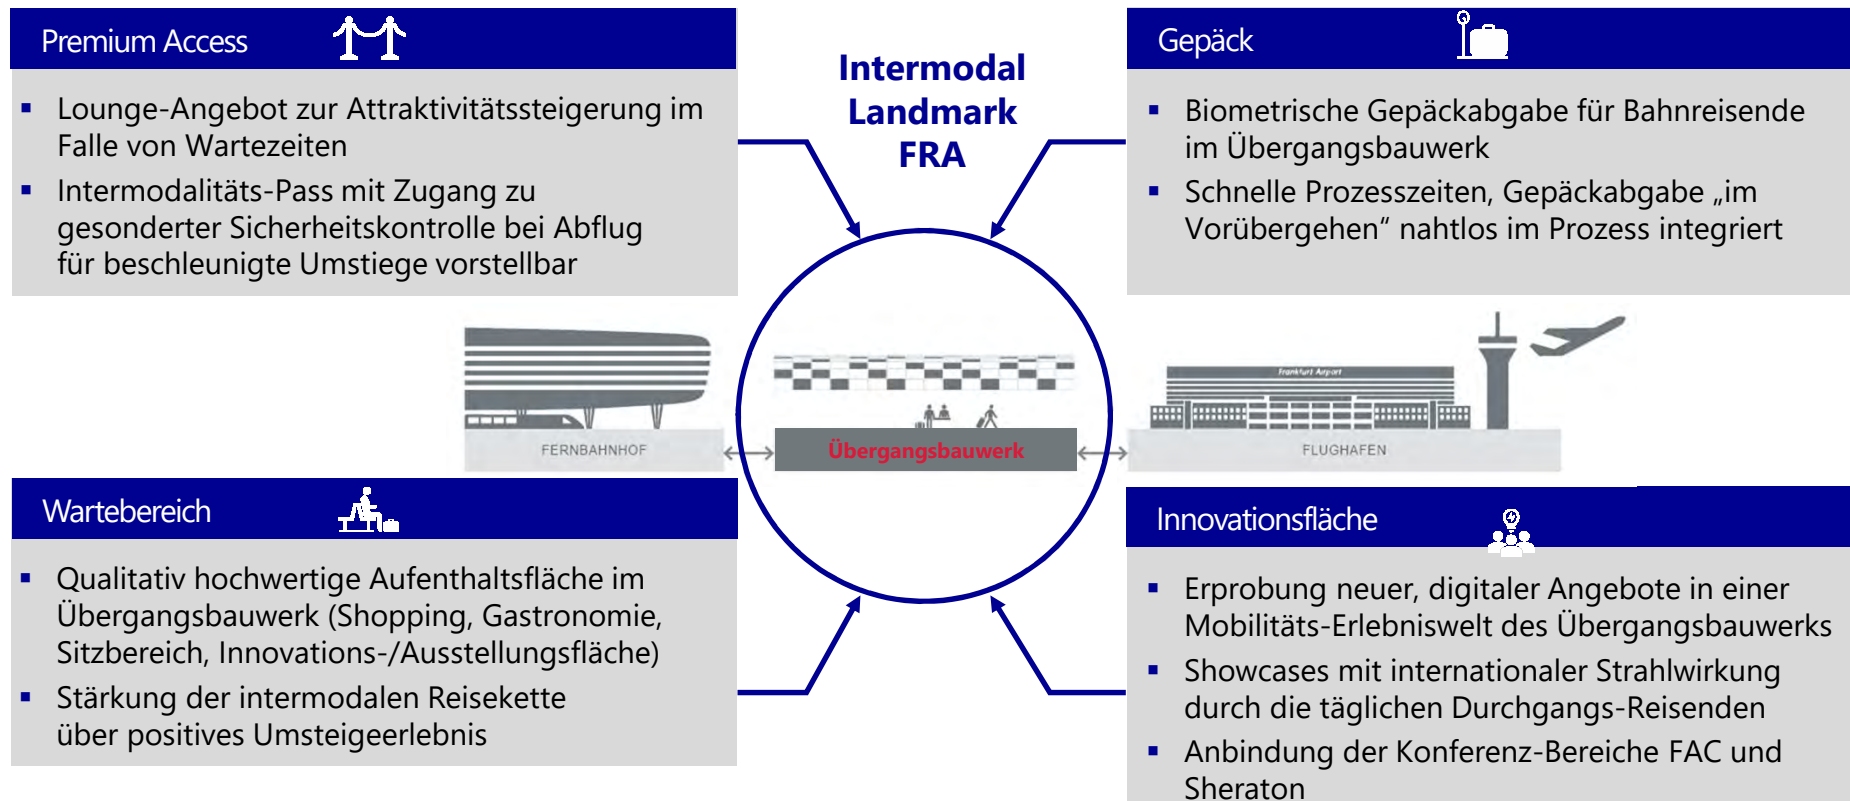 Premium Access
▪ Lounge-Angebot zur Attraktivitätssteigerung im
Falle von Wartezeiten
▪ Intermodalitäts-Pass mit Zugang zu
gesonderter Sicherheitskontrolle bei Abflug
für beschleunigte Umstiege vorstellbar
Intermodal
Landmark
FRA
Gepäck
▪ Biometrische Gepäckabgabe für Bahnreisende
im Übergangsbauwerk
▪ Schnelle Prozesszeiten, Gepäckabgabe „im
Vorübergehen“ nahtlos im Prozess integriert
FERNBAHNHOF
Übergangsbauwerk
Frankfurt Airport
FLUGHAFEN
Wartebereich
▪ Qualitativ hochwertige Aufenthaltsfläche im
Übergangsbauwerk (Shopping, Gastronomie,
Sitzbereich, Innovations-/Ausstellungsfläche)
▪ Stärkung der intermodalen Reisekette
über positives Umsteigeerlebnis
Innovationsfläche
▪ Erprobung neuer, digitaler Angebote in einer
Mobilitäts-Erlebniswelt des Übergangsbauwerks
▪ Showcases mit internationaler Strahlwirkung
durch die täglichen Durchgangs-Reisenden
▪ Anbindung der Konferenz-Bereiche FAC und
Sheraton